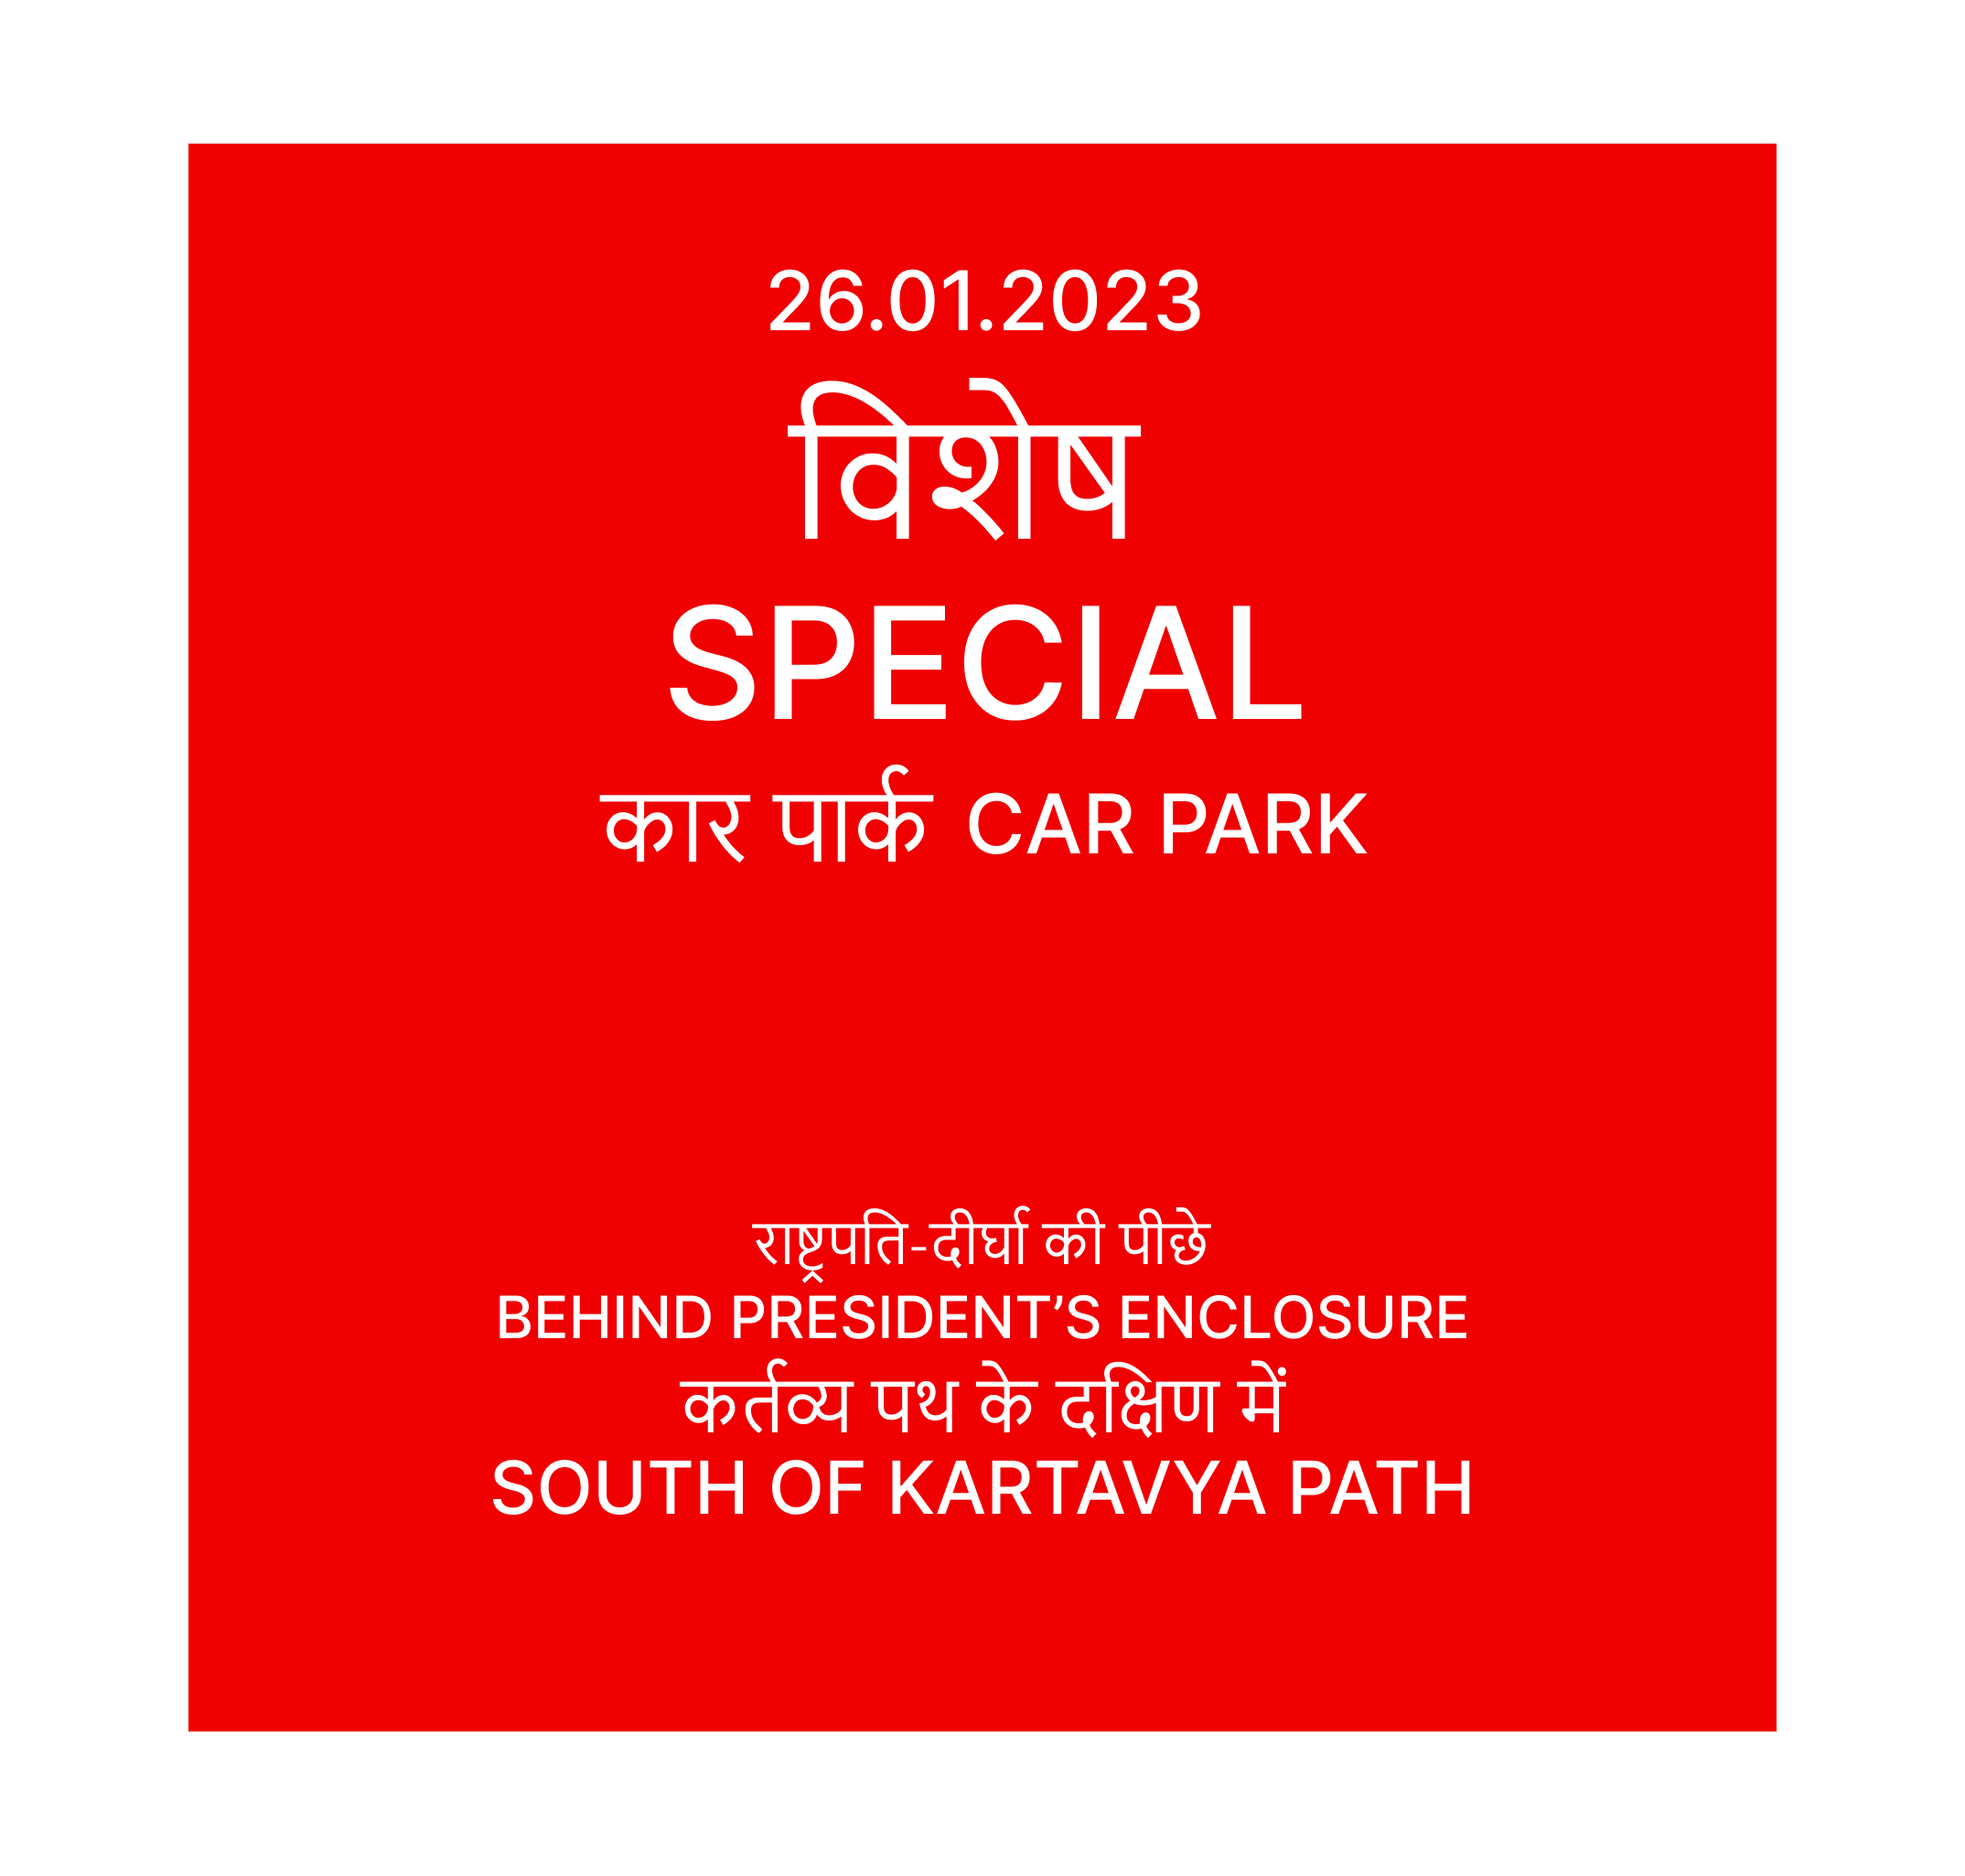 26.01.2023
विशेष
SPECIAL
कार पार्क CAR PARK
राष्ट्रपति-दीर्घा की पीछे
BEHIND PRESIDENT'S ENCLOSURE
कर्तव्य पथ के दक्षिण में
SOUTH OF KARTAVYA PATH